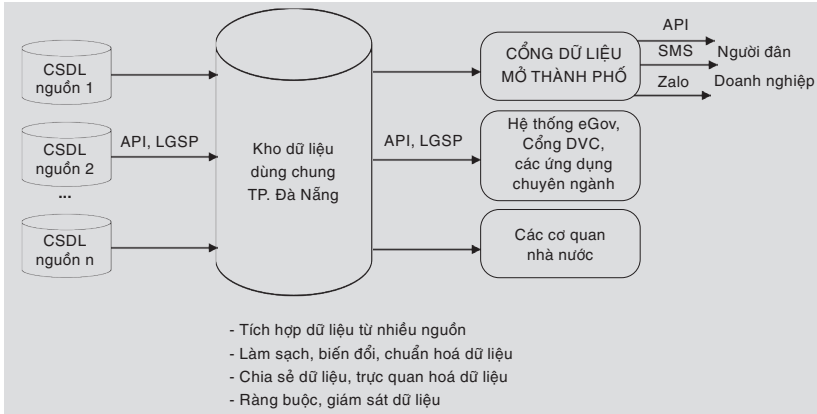 CSDL
nguồn 1
CSDL
nguồn 2
...
CSDL
nguồn n
API, LGSP
Kho dữ liệu
dùng chung
TP. Đà Nẵng
API, LGSP
CỔNG DỮ LIỆU
MỞ THÀNH PHỐ
API
SMS
Zalo
Người dân
Doanh nghiệp
Hệ thống eGov,
Cổng DVC,
các ứng dụng
chuyên ngành
Các cơ quan
nhà nước
- Tích hợp dữ liệu từ nhiều nguồn
- Làm sạch, biến đổi, chuẩn hoá dữ liệu
- Chia sẻ dữ liệu, trực quan hoá dữ liệu
- Ràng buộc, giám sát dữ liệu